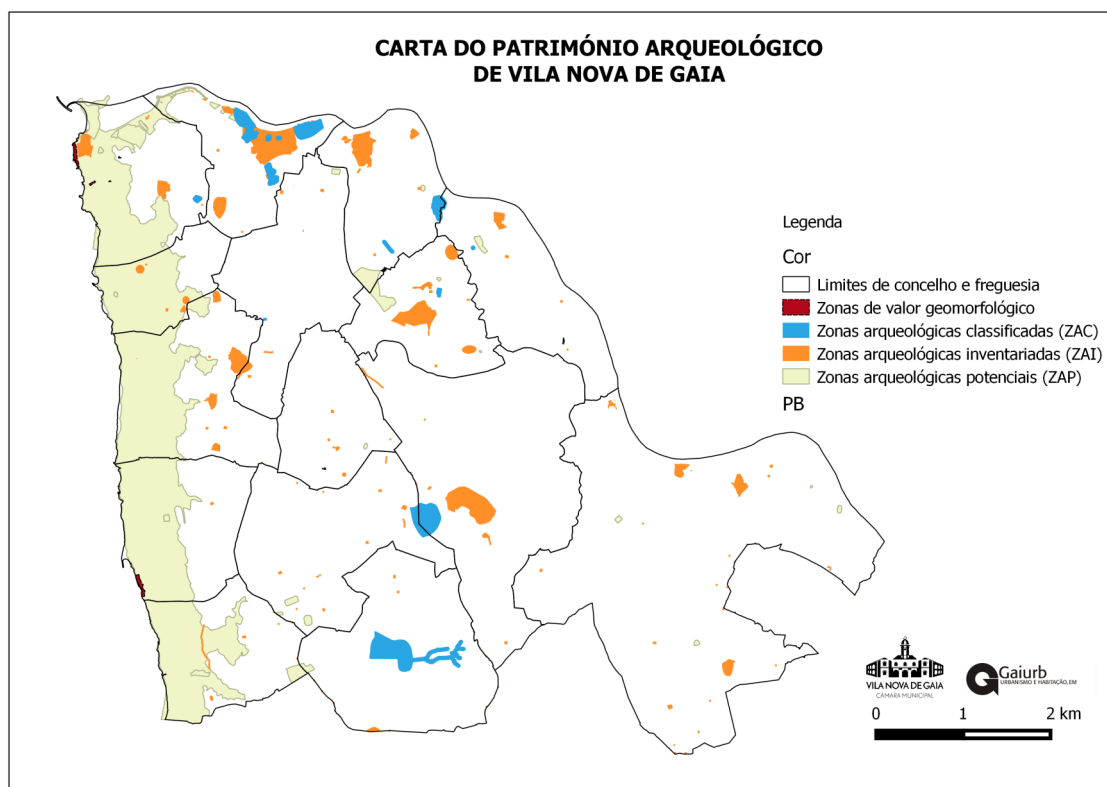 CARTA DO PATRIMÓNIO ARQUEOLÓGICO
DE VILA NOVA DE GAIA
Legenda
Cor
Limites de concelho e freguesia
Zonas de valor geomorfológico
Zonas arqueológicas classificadas (ZAC)
Zonas arqueológicas inventariadas (ZAI)
Zonas arqueológicas potenciais (ZAP)
PB
VILA NOVA DE GAIA
CÂMARA MUNICIPAL
Gaiurb
URBANISMO E HABITAÇÃO, EM
0 1 2 km